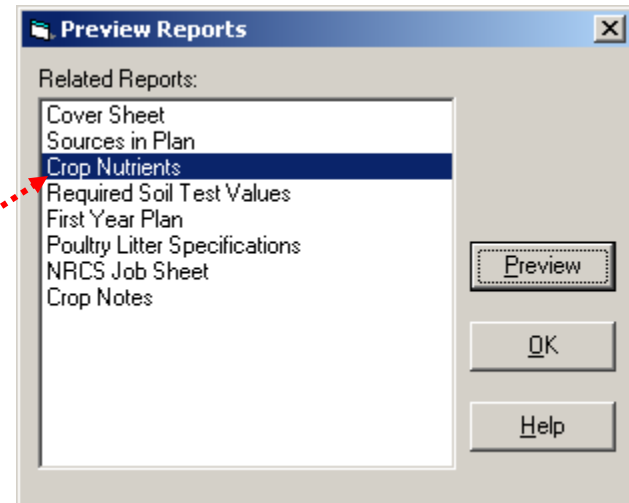 Preview Reports
Related Reports:
Cover Sheet
Sources in Plan
Crop Nutrients
Required Soil Test Values
First Year Plan
Poultry Litter Specifications
NRCS Job Sheet
Crop Notes
Preview
OK
Help